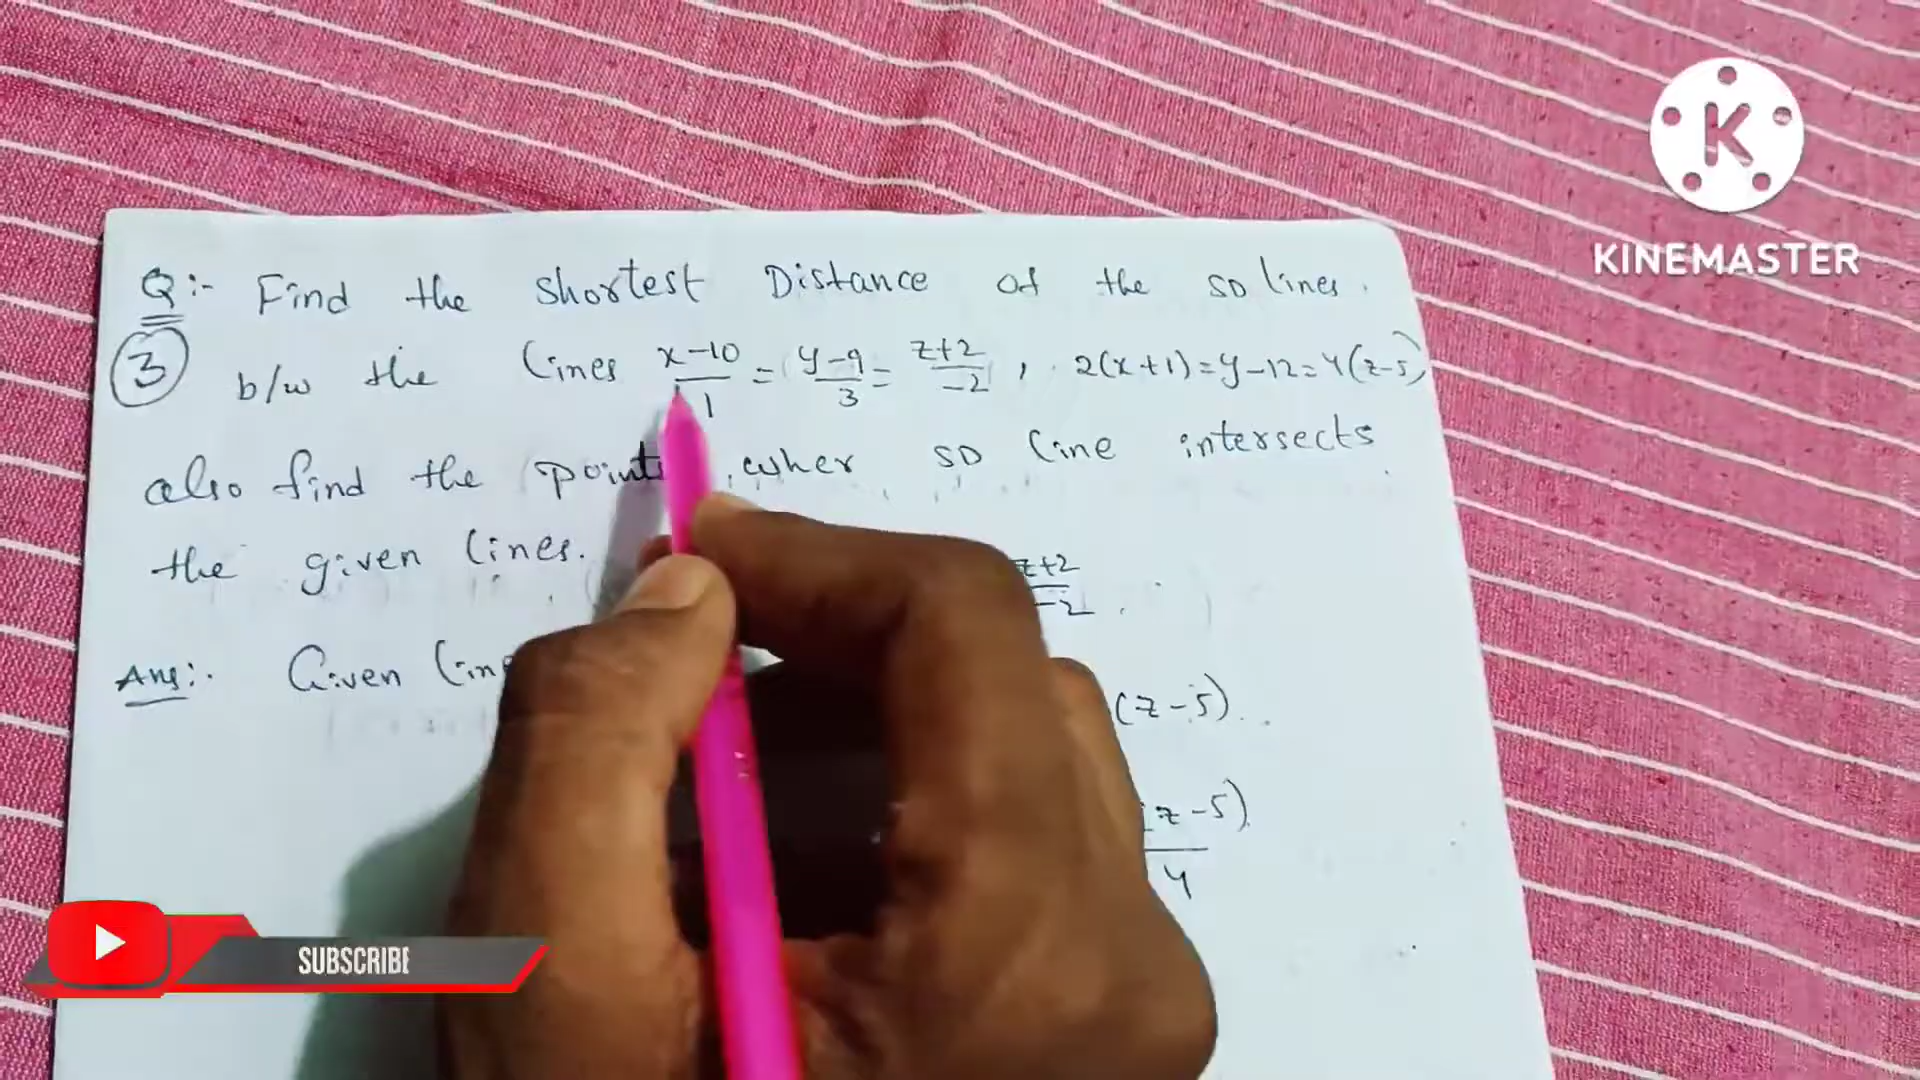 K
KINEMASTER
Q:- Find the shortest Distance of the SD lines.
③ b/w the lines x-10/1 = y-9/3 = z+2/-2 , 2(x+1)=y-12=4(z-5)
also find the points wher SD line intersects
the given lines.
z+2/-2 .
Ans:- Given line
(z-5).
(z-5)/4
SUBSCRIBE